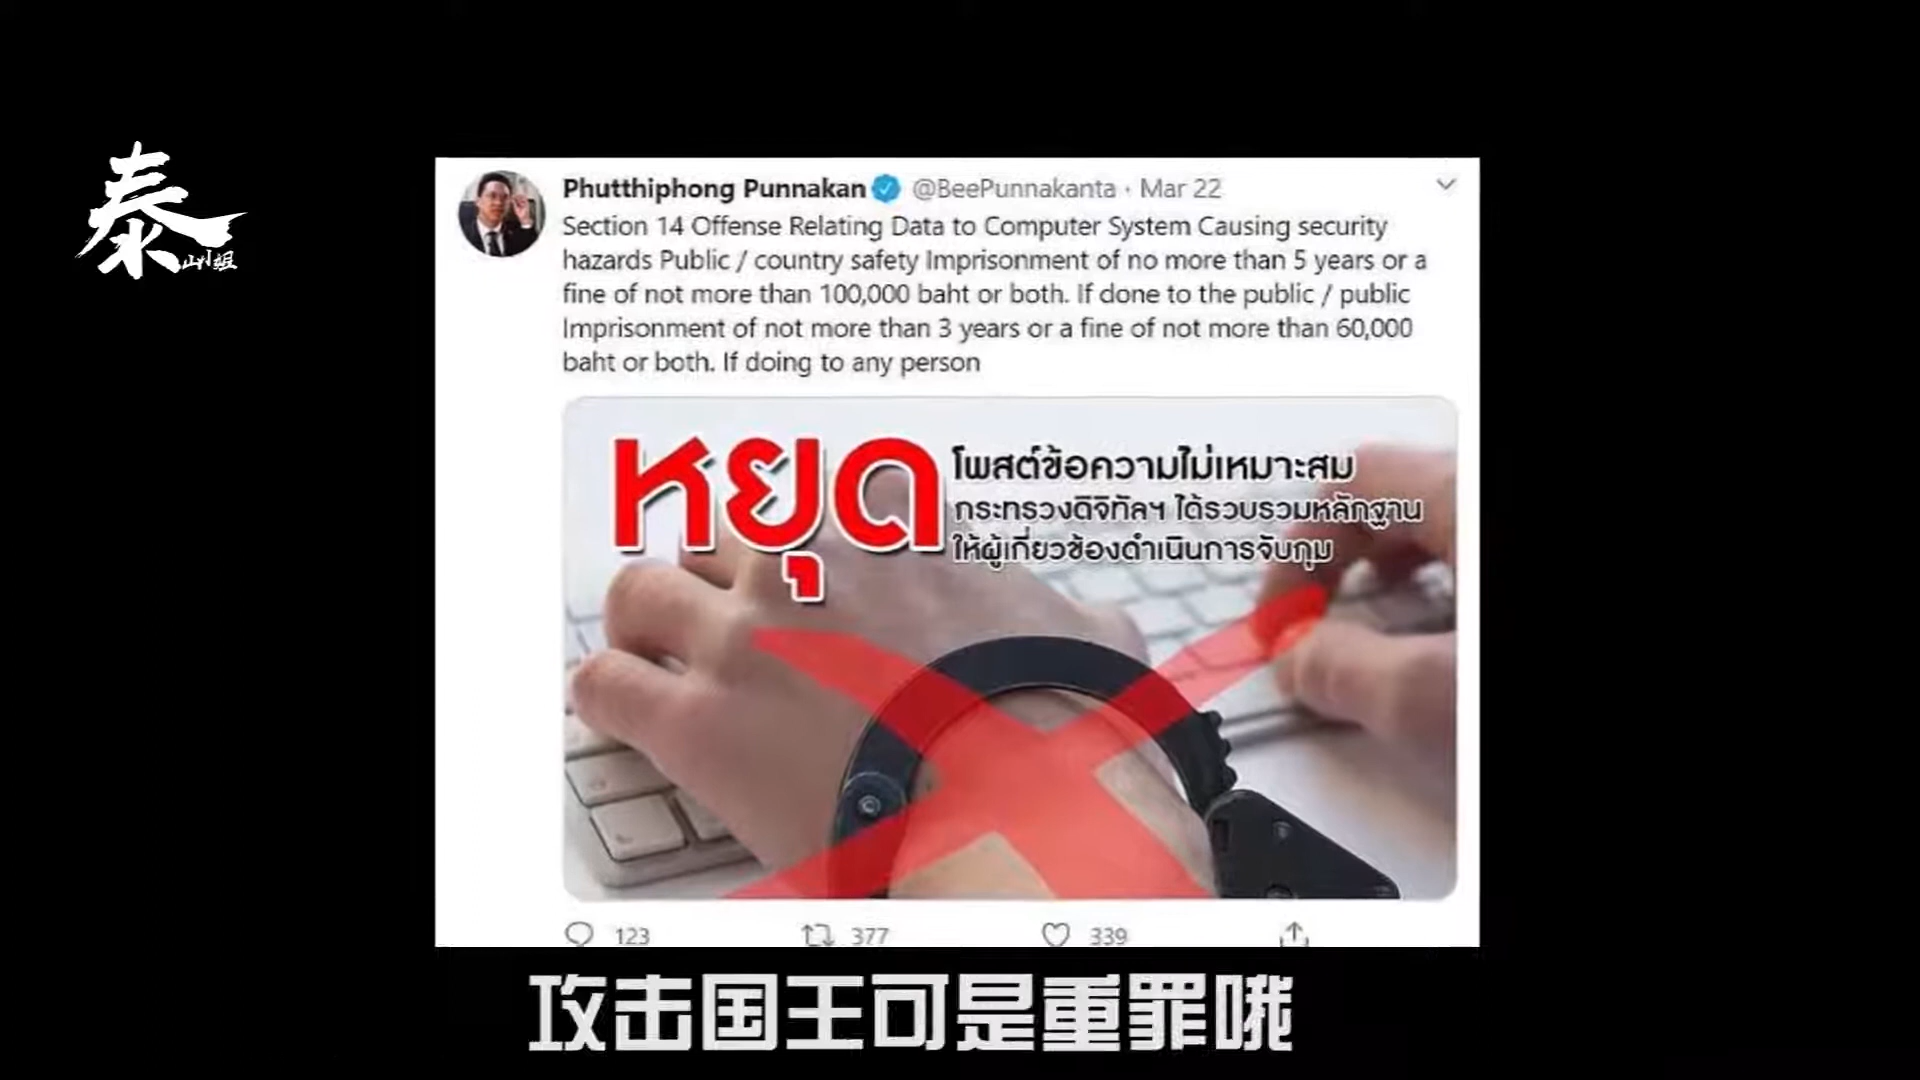 泰
山小姐
Phutthiphong Punnakan @BeePunnakanta · Mar 22
Section 14 Offense Relating Data to Computer System Causing security
hazards Public / country safety Imprisonment of no more than 5 years or a
fine of not more than 100,000 baht or both. If done to the public / public
Imprisonment of not more than 3 years or a fine of not more than 60,000
baht or both. If doing to any person
หยุด
โพสต์ข้อความไม่เหมาะสม
กระทรวงดิจิทัลฯ ได้รวบรวมหลักฐาน
ให้ผู้เกี่ยวข้องดำเนินการจับกุม
123 377 339
攻击国王可是重罪哦